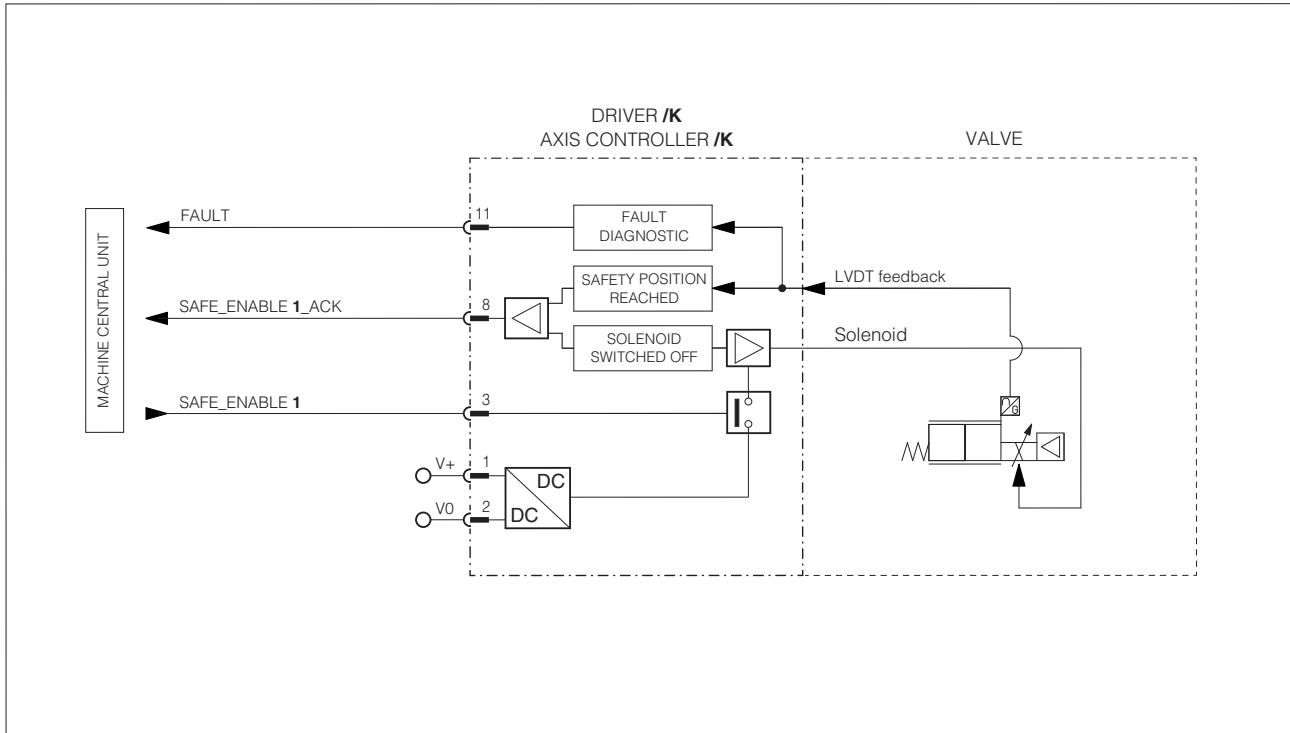 DRIVER /K
AXIS CONTROLLER /K
VALVE
MACHINE CENTRAL UNIT
FAULT
11
FAULT
DIAGNOSTIC
LVDT feedback
SAFETY POSITION
REACHED
SAFE_ENABLE 1_ACK
8
SOLENOID
SWITCHED OFF
Solenoid
SAFE_ENABLE 1
3
G
V+
1
DC
DC
V0
2